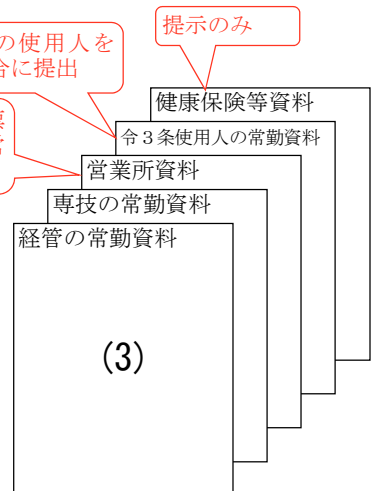 提示のみ
の使用人を
合に提出
健康保険等資料
令３条使用人の常勤資料
営業所資料
専技の常勤資料
経管の常勤資料
(3)